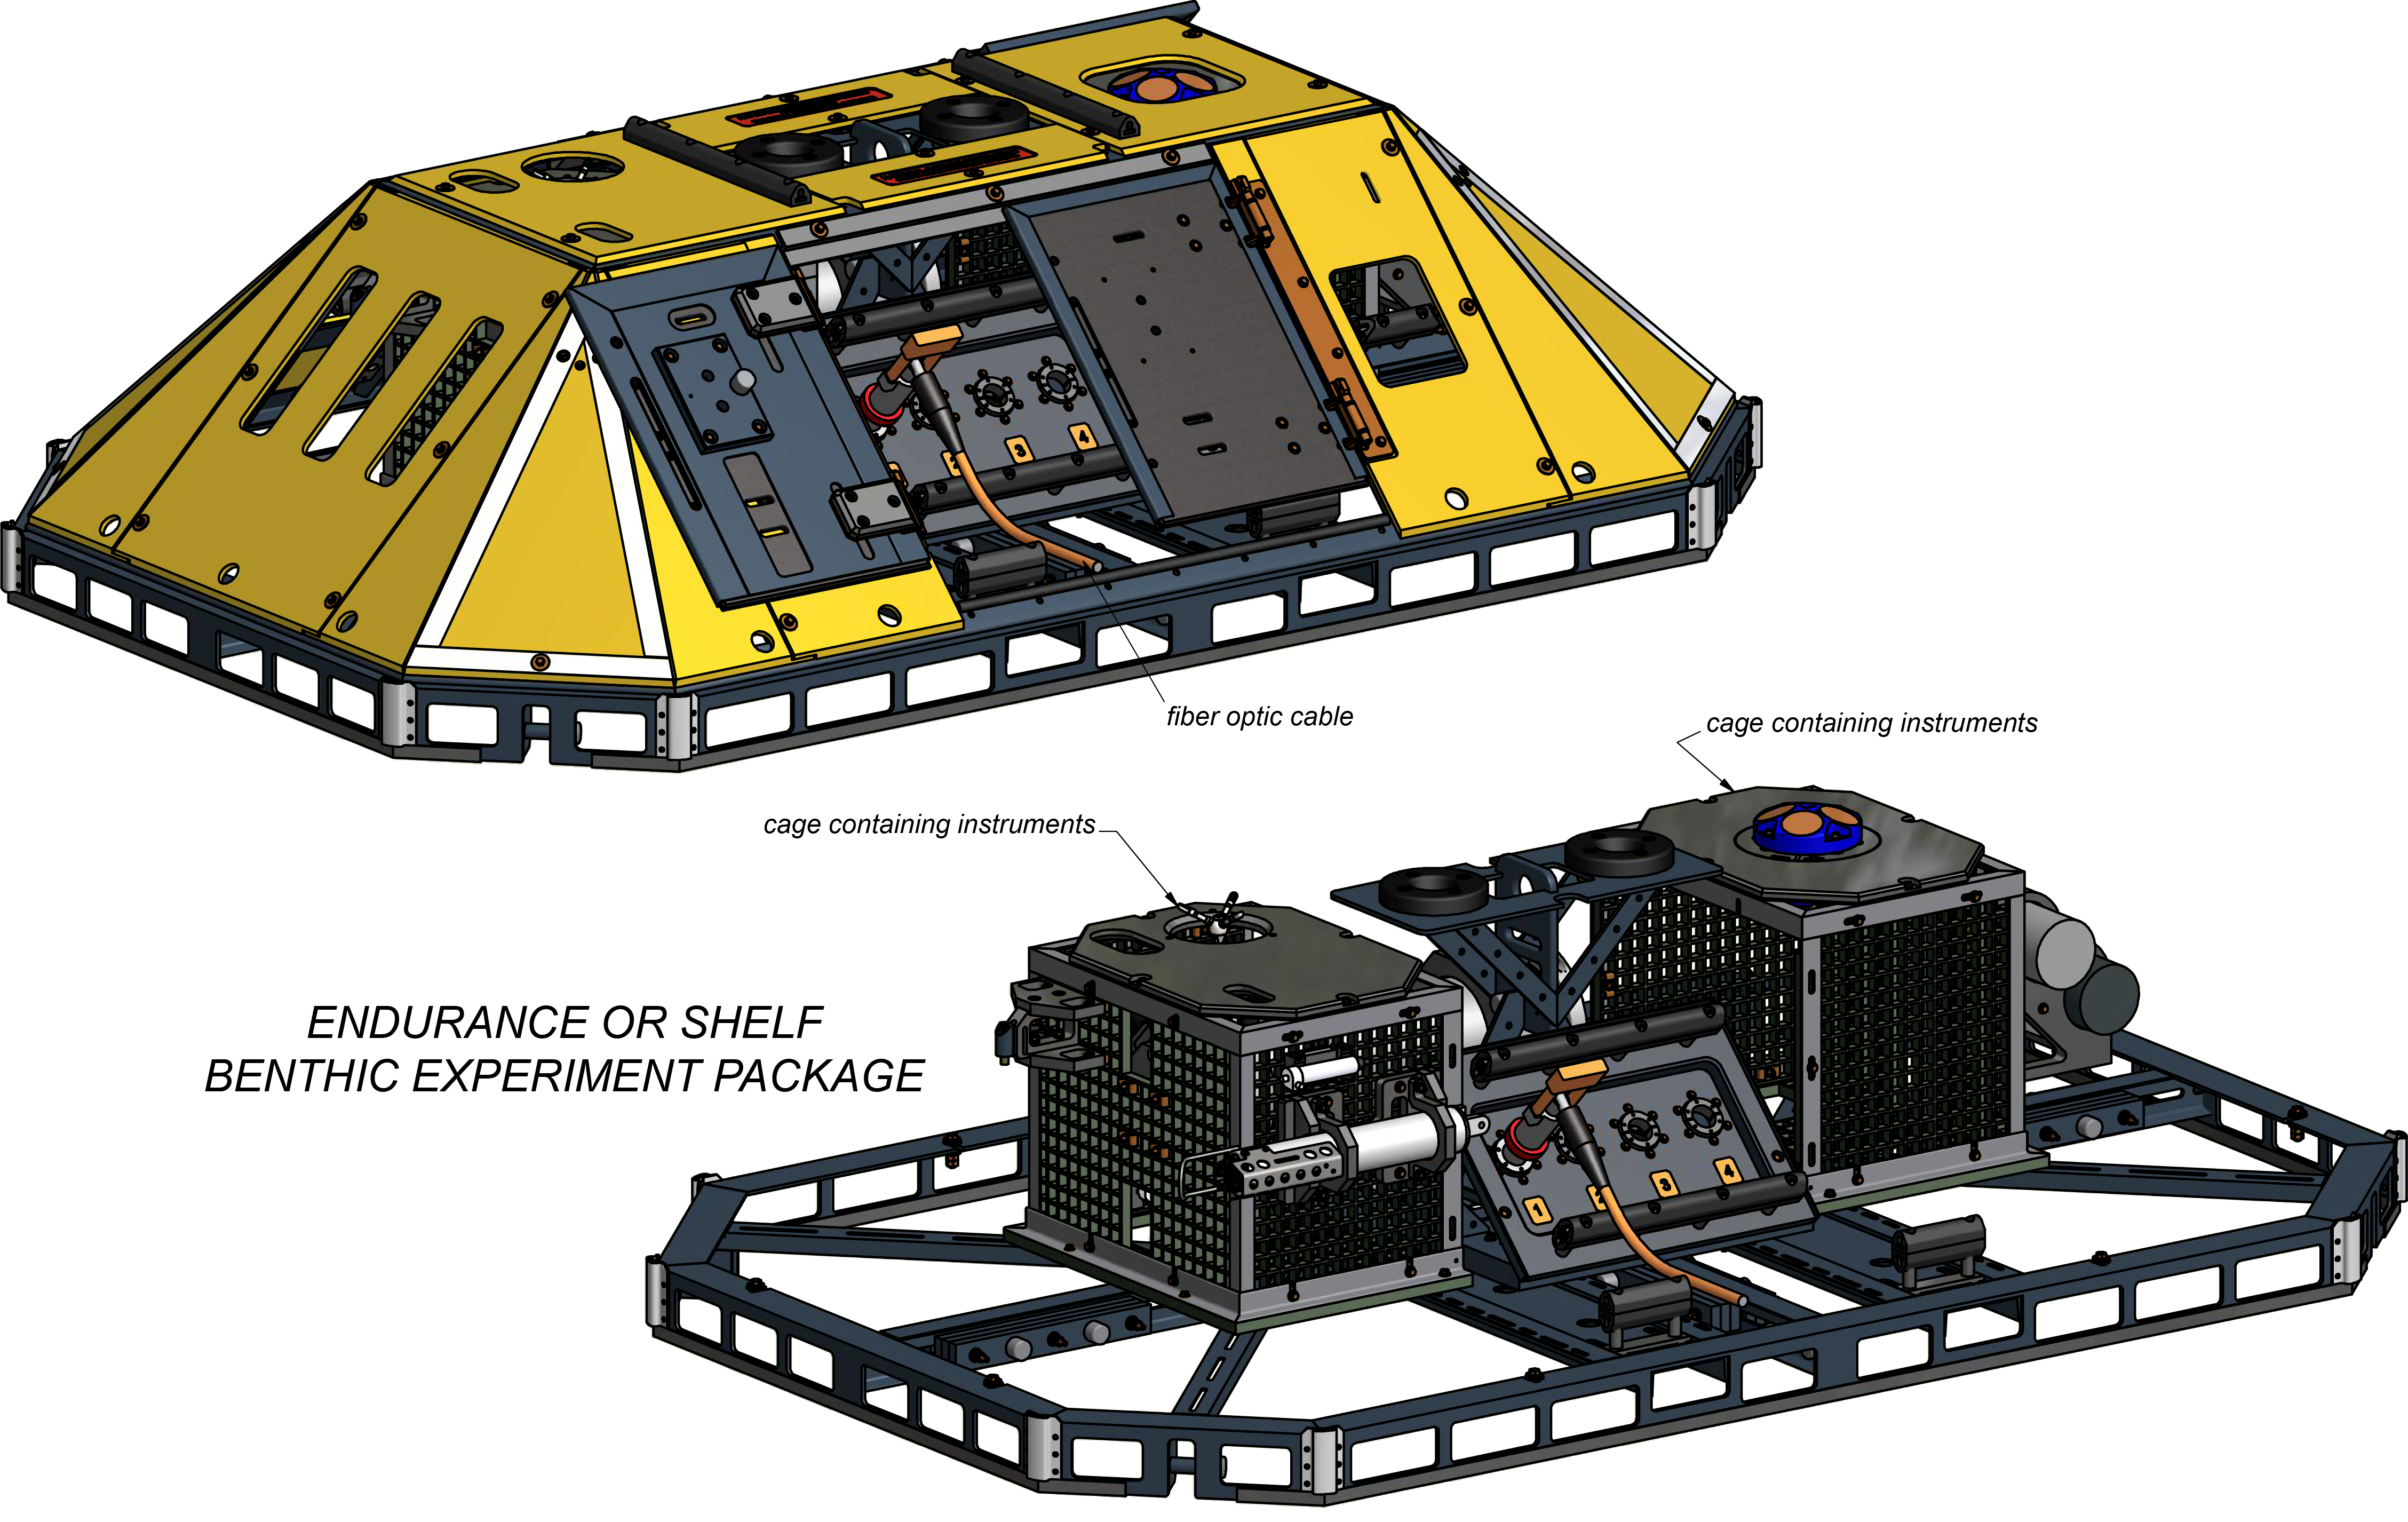 3
4
2
fiber optic cable
cage containing instruments
cage containing instruments
ENDURANCE OR SHELF
BENTHIC EXPERIMENT PACKAGE
1
2
3
4